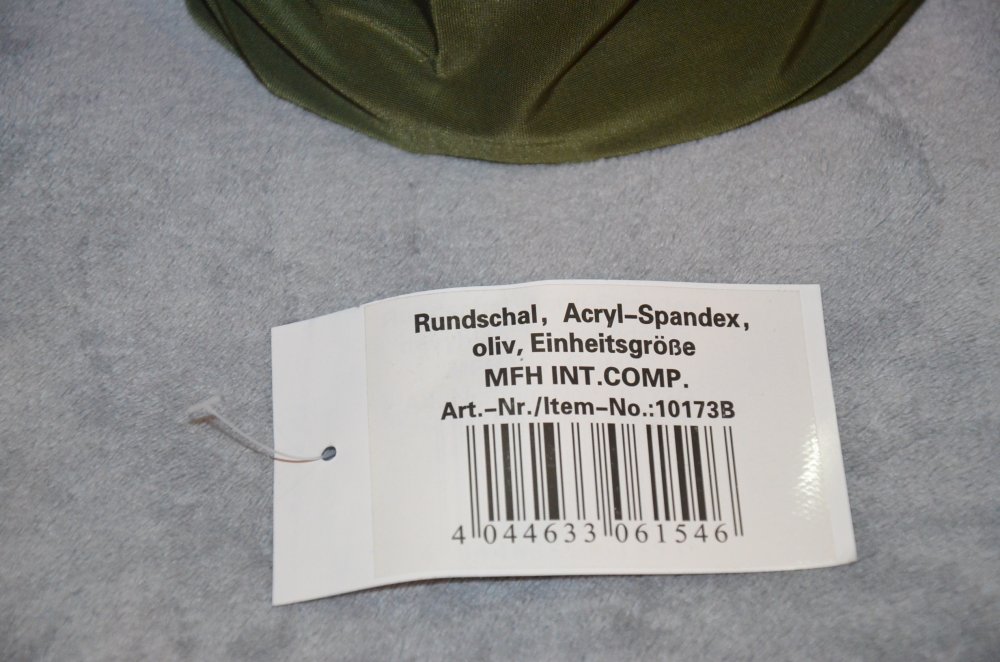 Rundschal, Acryl-Spandex,
oliv, Einheitsgröße
MFH INT.COMP.
Art.-Nr./Item-No.:10173B
4 044633 061546